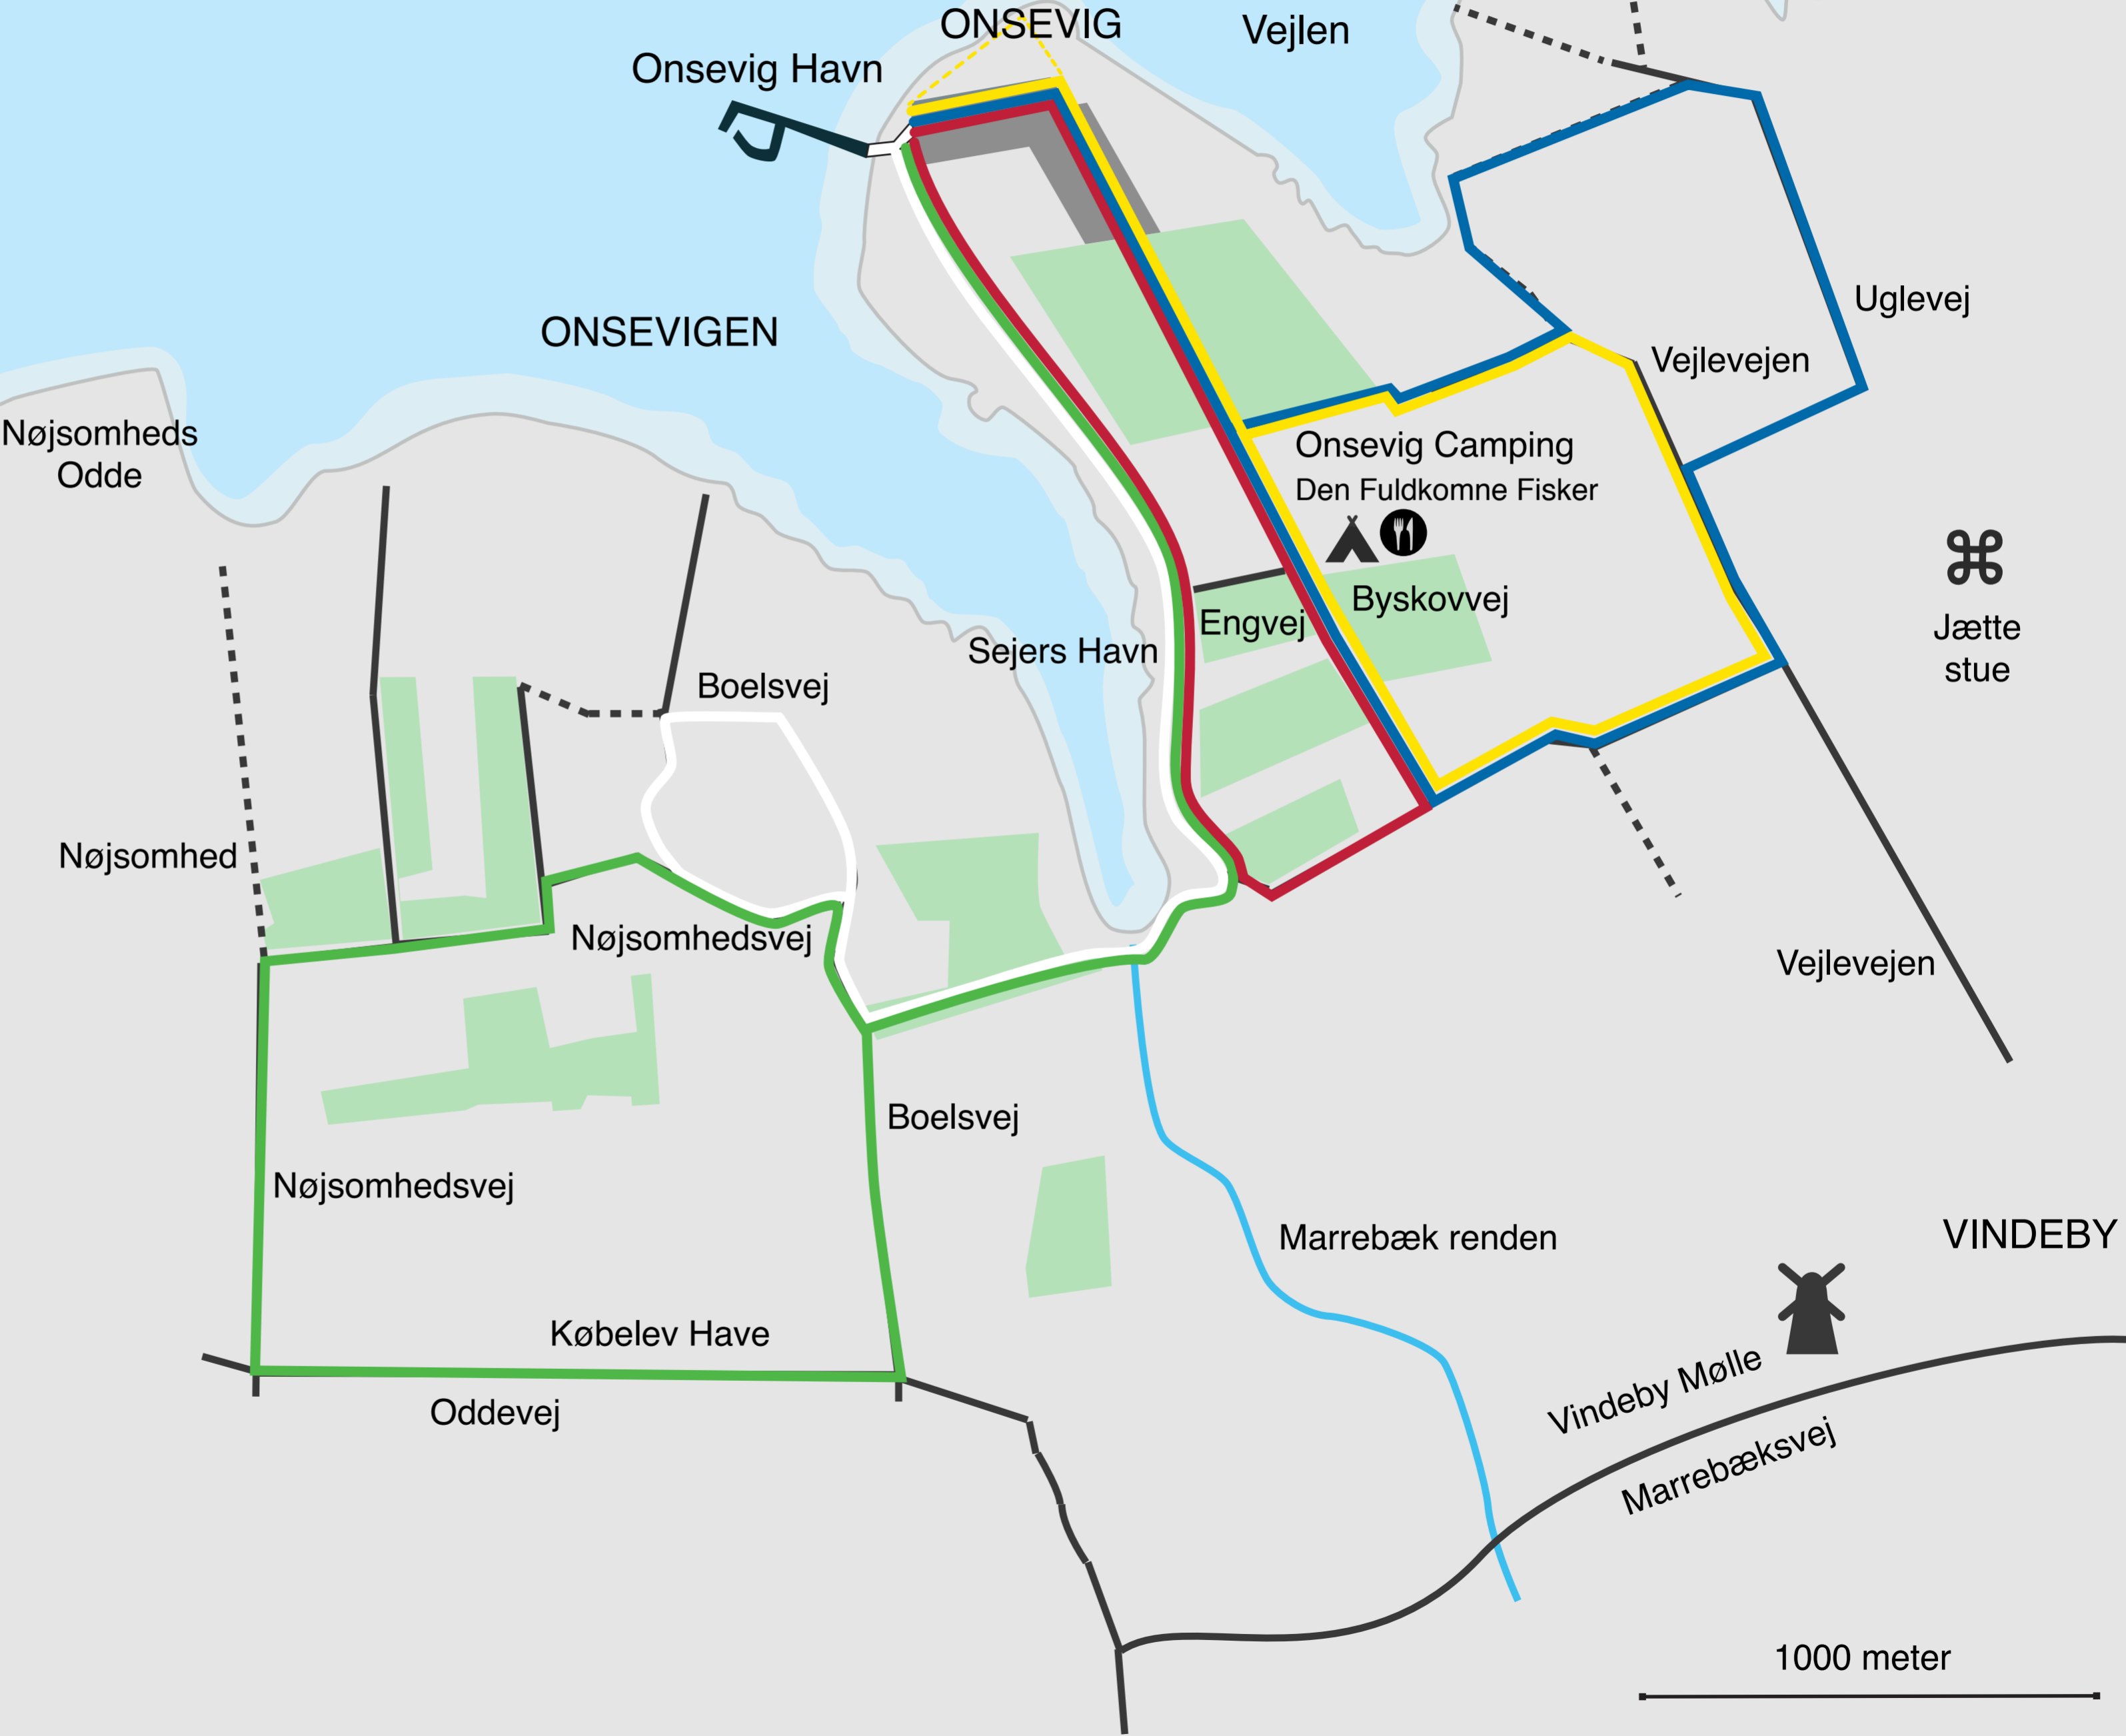 ONSEVIG
Vejlen
Onsevig Havn
Uglevej
ONSEVIGEN
Vejlevejen
Nøjsomheds
Odde
Onsevig Camping
Den Fuldkomne Fisker
Byskovvej
Engvej
Jætte
stue
Sejers Havn
Boelsvej
Nøjsomhed
Nøjsomhedsvej
Vejlevejen
Boelsvej
Nøjsomhedsvej
Marrebæk renden
VINDEBY
Købelev Have
Vindeby Mølle
Oddevej
Marrebæksvej
1000 meter